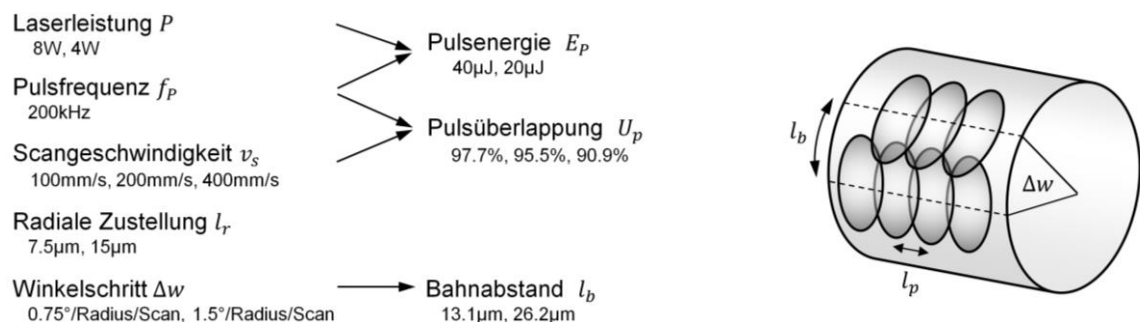 Laserleistung P
8W, 4W
Pulsfrequenz f_P
200kHz
Scangeschwindigkeit v_s
100mm/s, 200mm/s, 400mm/s
Radiale Zustellung l_r
7.5µm, 15µm
Winkelschritt Δw
0.75°/Radius/Scan, 1.5°/Radius/Scan
Pulsenergie E_P
40µJ, 20µJ
Pulsüberlappung U_p
97.7%, 95.5%, 90.9%
Bahnabstand l_b
13.1µm, 26.2µm
l_b
Δw
l_p